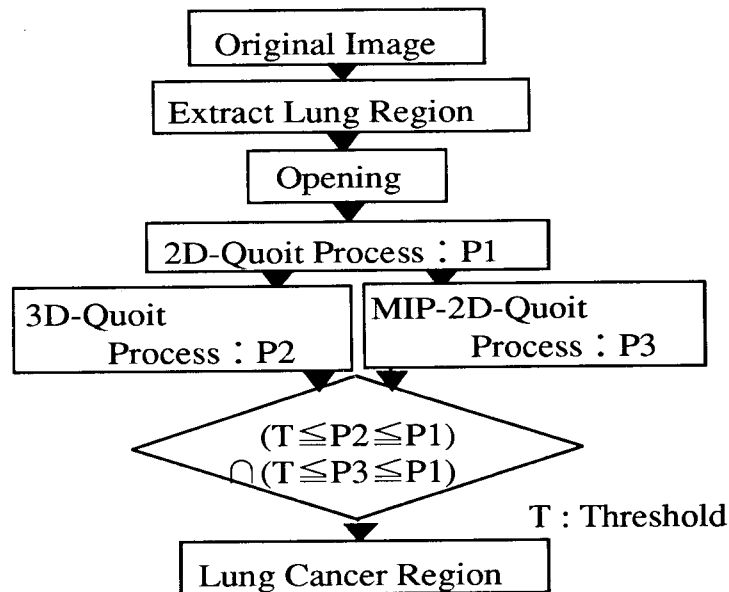 Original Image
Extract Lung Region
Opening
2D-Quoit Process : P1
3D-Quoit
Process : P2
MIP-2D-Quoit
Process : P3
(T≦P2≦P1)
∩(T≦P3≦P1)
T : Threshold
Lung Cancer Region